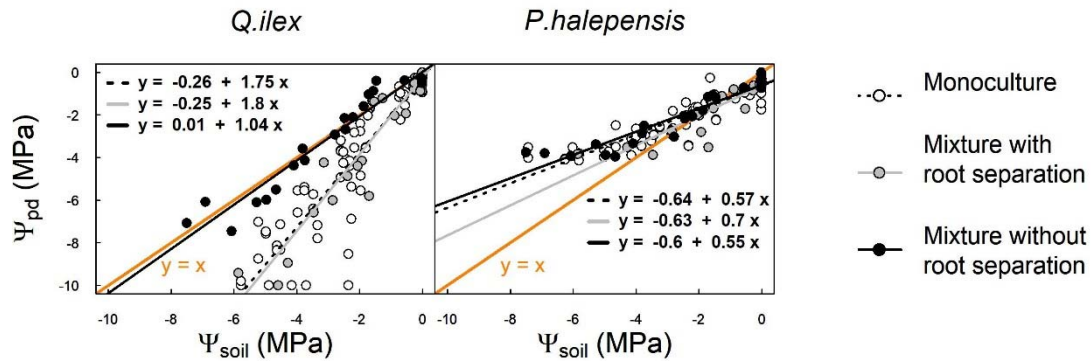 Q.ilex
P.halepensis
y = -0.26 + 1.75 x
y = -0.25 + 1.8 x
y = 0.01 + 1.04 x
y = x
y = -0.64 + 0.57 x
y = -0.63 + 0.7 x
y = -0.6 + 0.55 x
Ψpd (MPa)
0
-2
-4
-6
-8
-10
-10 -8 -6 -4 -2 0
-10 -8 -6 -4 -2 0
Ψsoil (MPa)
Ψsoil (MPa)
Monoculture
Mixture with
root separation
Mixture without
root separation